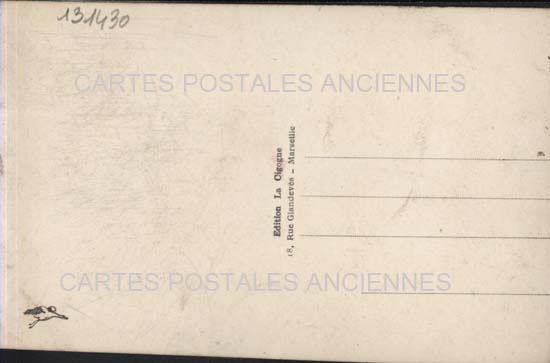 131430
CARTES POSTALES ANCIENNES
Edition La Cigogne
18, Rue Glandevès - Marseille
CARTES POSTALES ANCIENNES